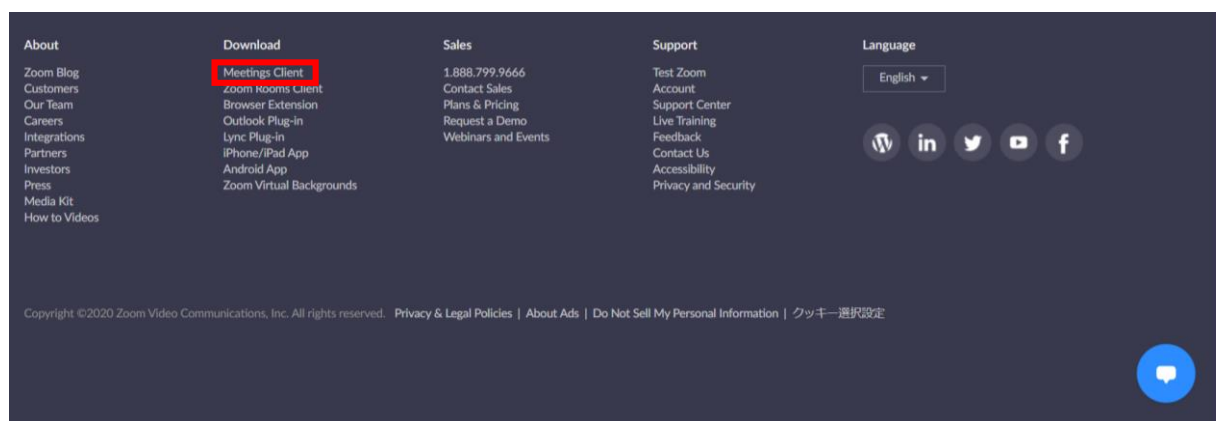 About
Zoom Blog
Customers
Our Team
Careers
Integrations
Partners
Investors
Press
Media Kit
How to Videos
Download
Meetings Client
Zoom Rooms Client
Browser Extension
Outlook Plug-in
Lync Plug-in
iPhone/iPad App
Android App
Zoom Virtual Backgrounds
Sales
1.888.799.9666
Contact Sales
Plans & Pricing
Request a Demo
Webinars and Events
Support
Test Zoom
Account
Support Center
Live Training
Feedback
Contact Us
Accessibility
Privacy and Security
Language
English
Copyright ©2020 Zoom Video Communications, Inc. All rights reserved. Privacy & Legal Policies | About Ads | Do Not Sell My Personal Information | クッキー選択設定